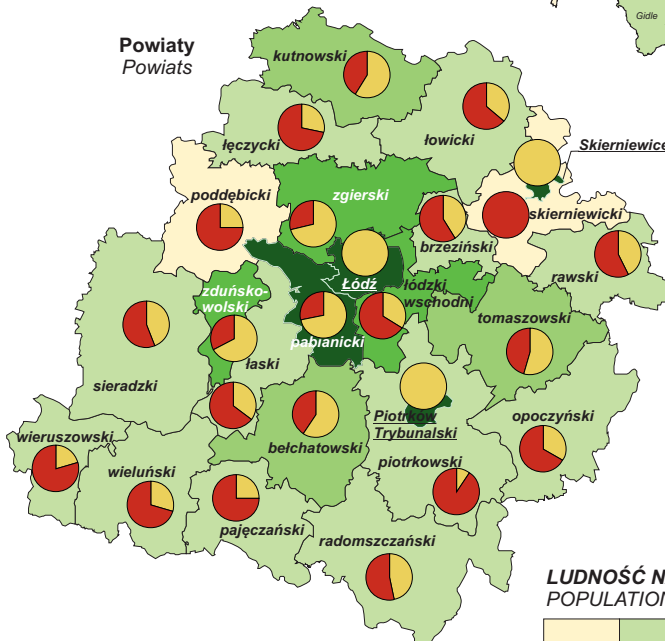 Gidle
Powiaty
Powiats
kutnowski
łęczycki
łowicki
Skierniewice
poddębicki
zgierski
skierniewicki
brzeziński
rawski
Łódź
łódzki
wschodni
zduńsko-
wolski
pabianicki
tomaszowski
łaski
sieradzki
Piotrków
Trybunalski
opoczyński
wieruszowski
bełchatowski
piotrkowski
wieluński
pajęczański
radomszczański
LUDNOŚĆ N
POPULATION